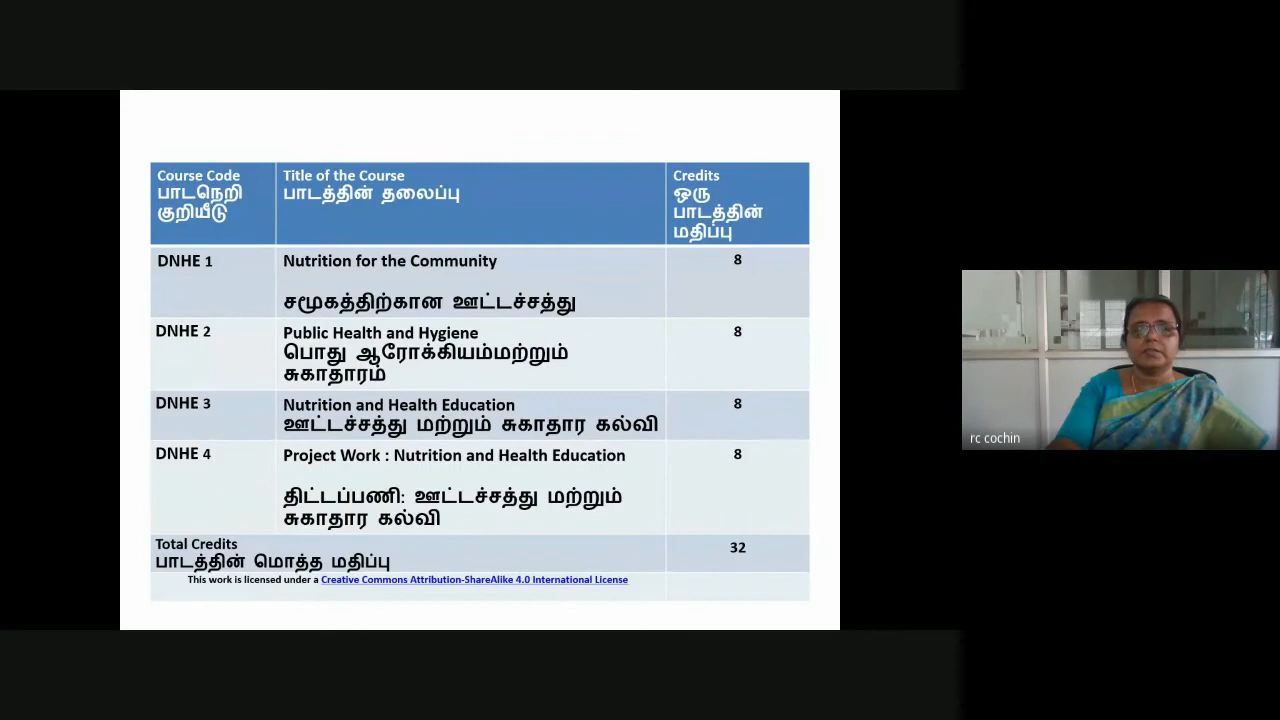 Course Code
பாடநெறி
குறியீடு
Title of the Course
பாடத்தின் தலைப்பு
Credits
ஒரு
பாடத்தின்
மதிப்பு
DNHE 1
Nutrition for the Community
சமூகத்திற்கான ஊட்டச்சத்து
8
DNHE 2
Public Health and Hygiene
பொது ஆரோக்கியம்மற்றும்
சுகாதாரம்
8
DNHE 3
Nutrition and Health Education
ஊட்டச்சத்து மற்றும் சுகாதார கல்வி
8
DNHE 4
Project Work : Nutrition and Health Education
திட்டப்பணி: ஊட்டச்சத்து மற்றும்
சுகாதார கல்வி
8
Total Credits
பாடத்தின் மொத்த மதிப்பு
32
This work is licensed under a Creative Commons Attribution-ShareAlike 4.0 International License
rc cochin